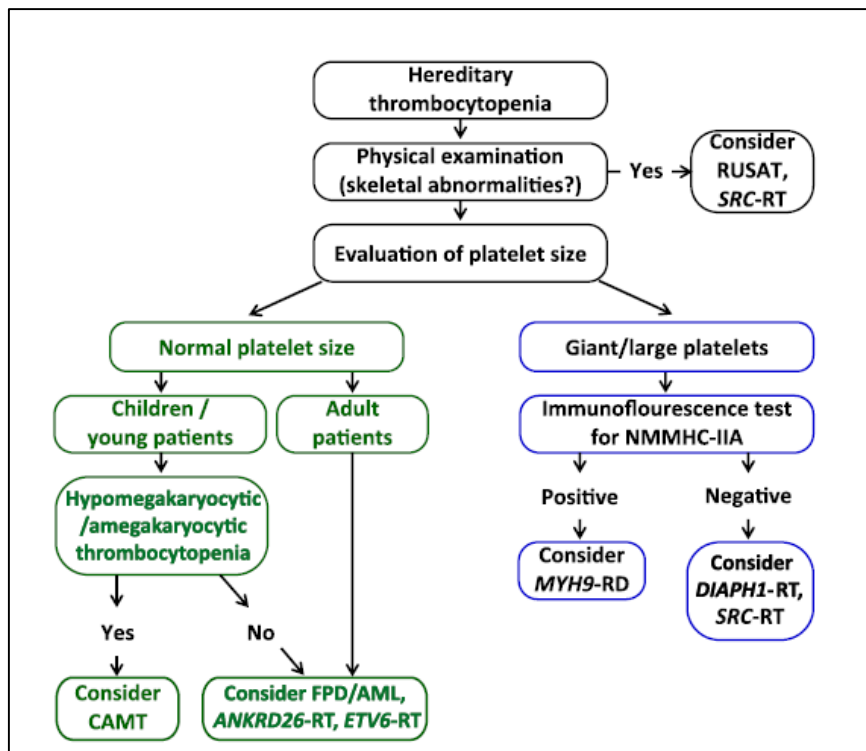 Hereditary
thrombocytopenia
Physical examination
(skeletal abnormalities?)
Yes
Consider
RUSAT,
SRC-RT
Evaluation of platelet size
Normal platelet size
Giant/large platelets
Children /
young patients
Adult
patients
Immunoflourescence test
for NMMHC-IIA
Hypomegakaryocytic
/amegakaryocytic
thrombocytopenia
Positive
Negative
Consider
MYH9-RD
Consider
DIAPH1-RT,
SRC-RT
Yes
No
Consider
CAMT
Consider FPD/AML,
ANKRD26-RT, ETV6-RT